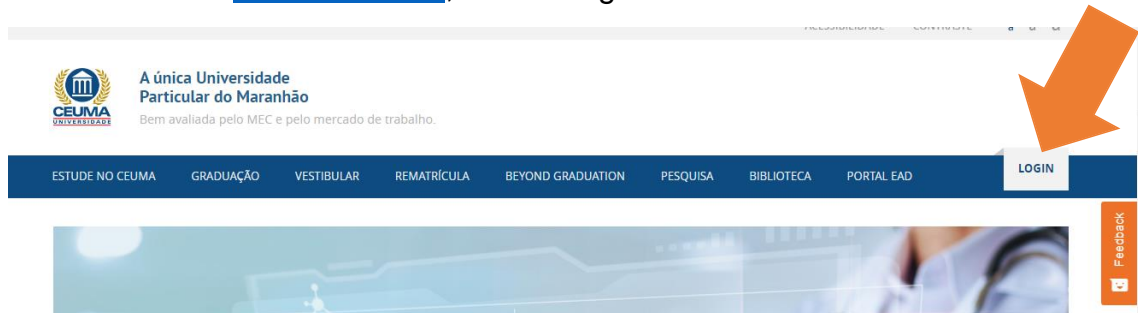 A única Universidade
Particular do Maranhão
Bem avaliada pelo MEC e pelo mercado de trabalho.
CEUMA
UNIVERSIDADE
ESTUDE NO CEUMA GRADUAÇÃO VESTIBULAR REMATRÍCULA BEYOND GRADUATION PESQUISA BIBLIOTECA PORTAL EAD LOGIN
Feedback